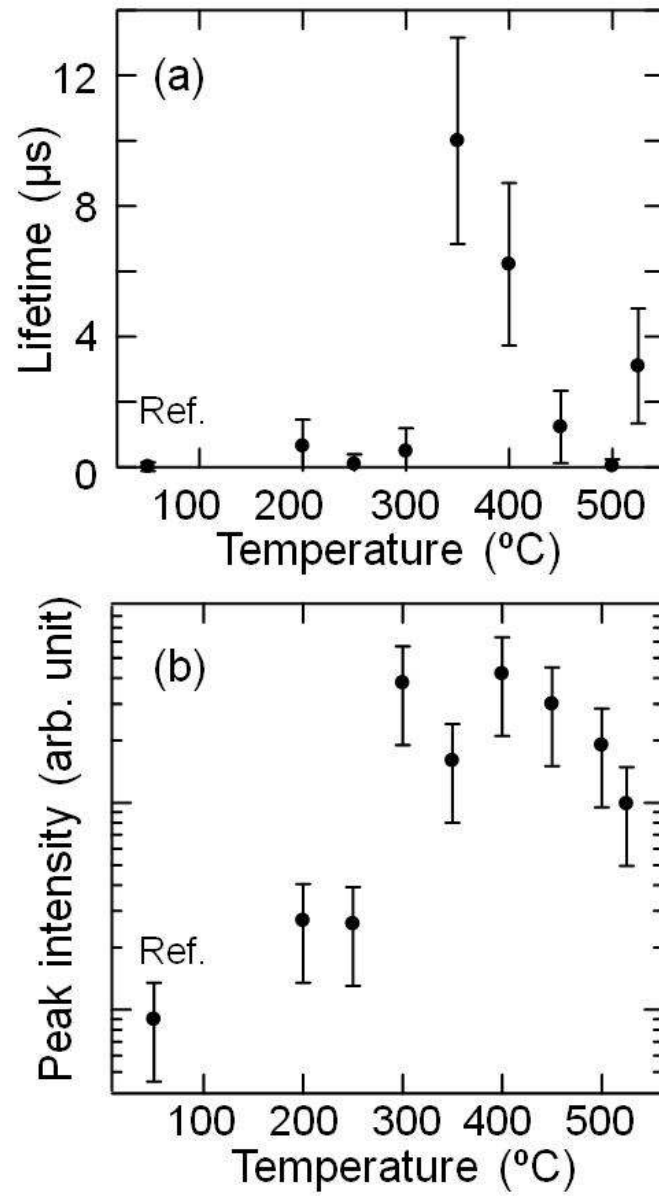 (a)
12
8
4
0
Lifetime (µs)
Ref.
100 200 300 400 500
Temperature (ºC)
(b)
Peak intensity (arb. unit)
Ref.
100 200 300 400 500
Temperature (ºC)